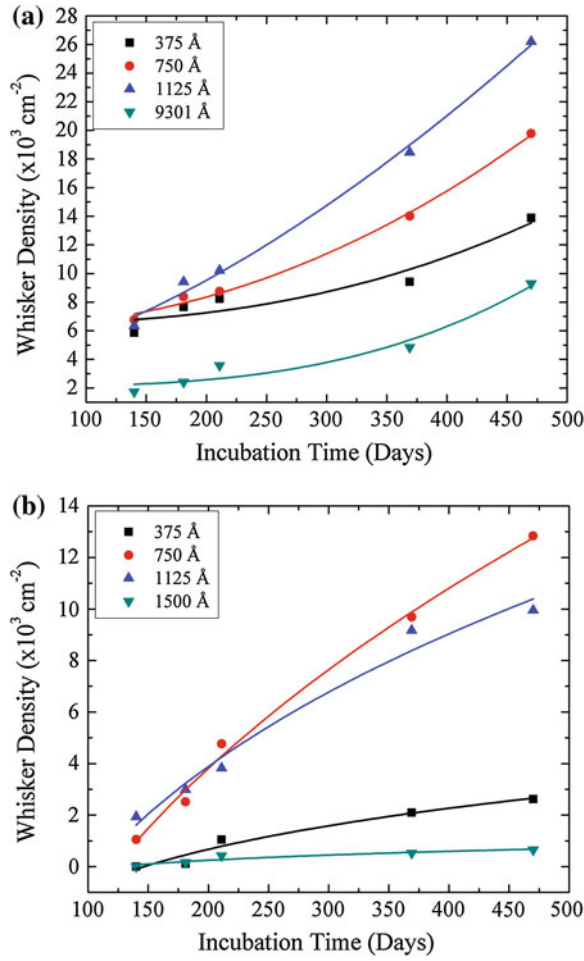 (a)
375 Å
750 Å
1125 Å
9301 Å
Whisker Density (x10³ cm⁻²)
28
26
24
22
20
18
16
14
12
10
8
6
4
2
100 150 200 250 300 350 400 450 500
Incubation Time (Days)
(b)
375 Å
750 Å
1125 Å
1500 Å
Whisker Density (x10³ cm⁻²)
14
12
10
8
6
4
2
0
100 150 200 250 300 350 400 450 500
Incubation Time (Days)